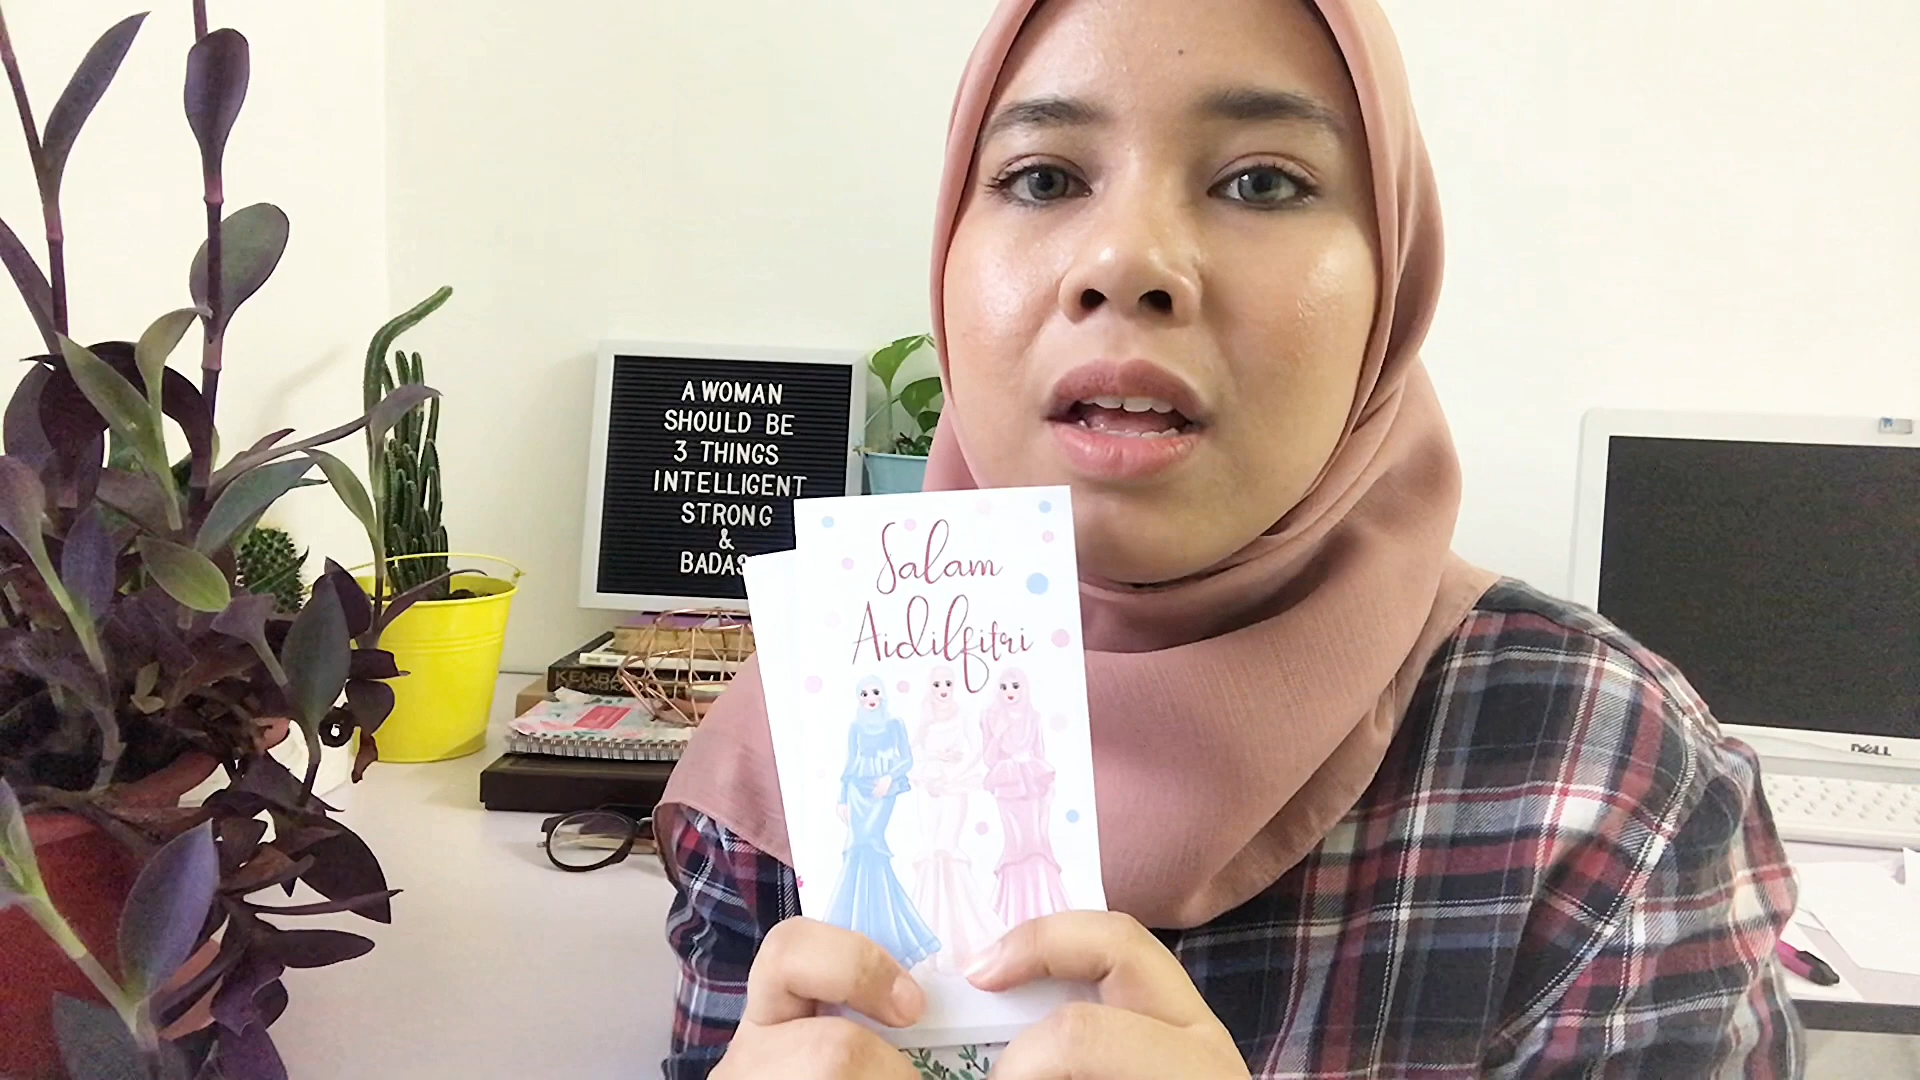 A WOMAN
SHOULD BE
3 THINGS
INTELLIGENT
STRONG
&
Salam
Aidilfitri
DELL